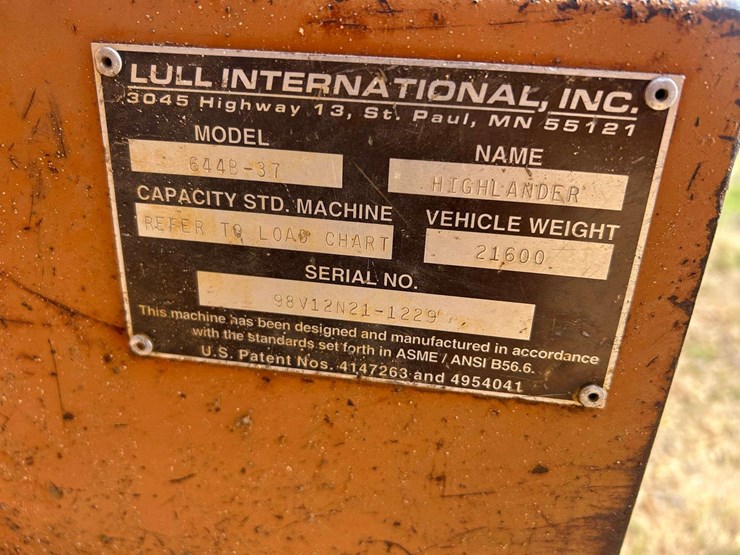 LULL INTERNATIONAL, INC.
3045 Highway 13, St. Paul, MN 55121
MODEL NAME
644B-37 HIGHLANDER
CAPACITY STD. MACHINE VEHICLE WEIGHT
REFER TO LOAD CHART 21600
SERIAL NO.
98V12N21-1229
This machine has been designed and manufactured in accordance
with the standards set forth in ASME / ANSI B56.6.
U.S. Patent Nos. 4147263 and 4954041